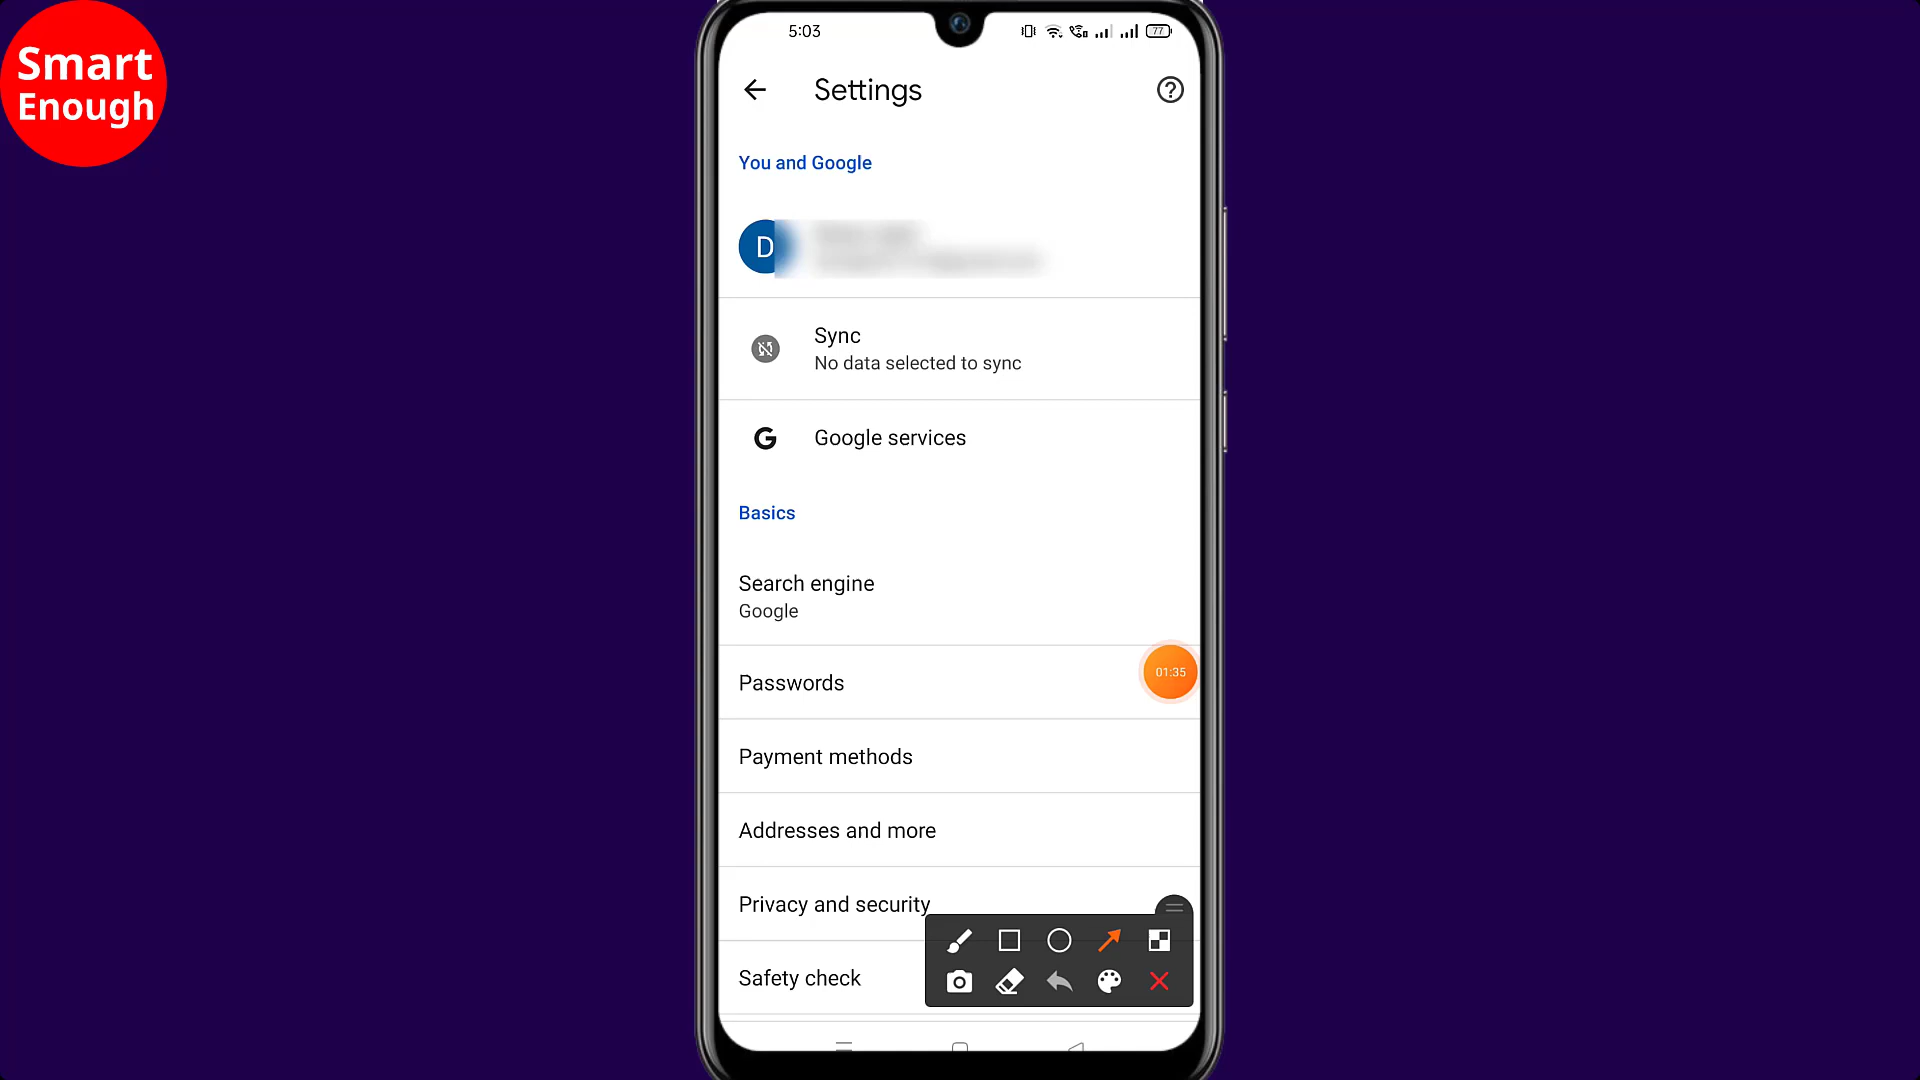 Smart
Enough
5:03
77
Settings
You and Google
D
Sync
No data selected to sync
Google services
Basics
Search engine
Google
Passwords
01:35
Payment methods
Addresses and more
Privacy and security
Safety check